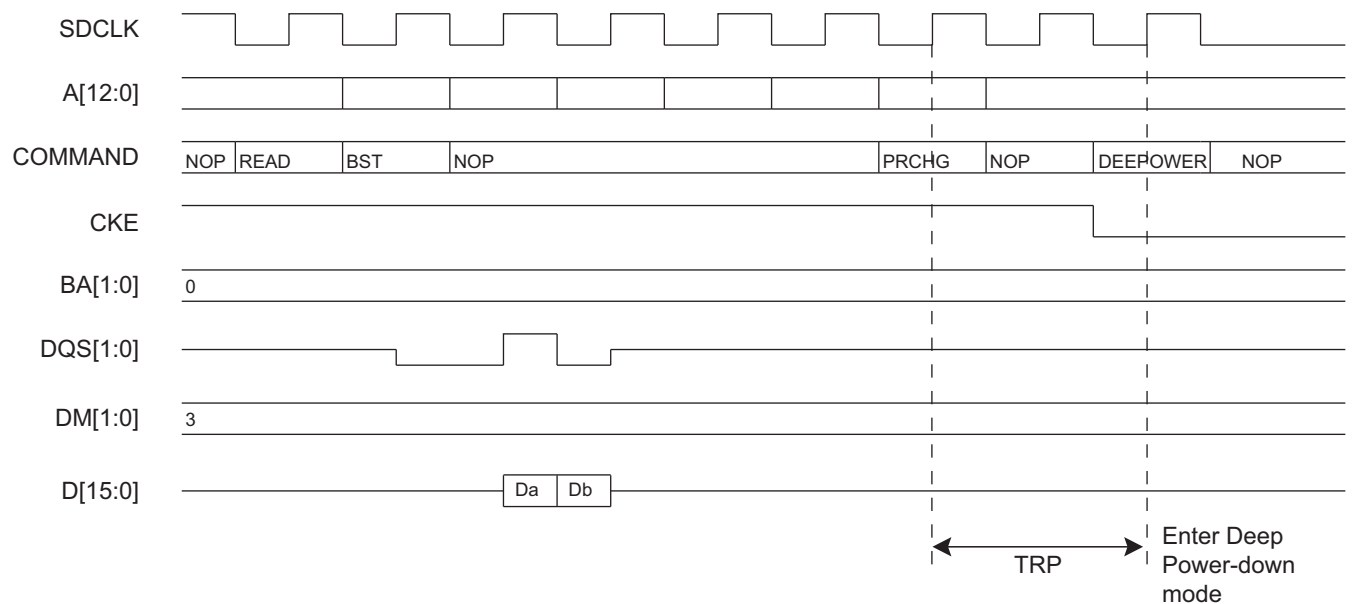 SDCLK
A[12:0]
COMMAND NOP READ BST NOP PRCHG NOP DEEPOWER NOP
CKE
BA[1:0] 0
DQS[1:0]
DM[1:0] 3
D[15:0] Da Db
TRP
Enter Deep
Power-down
mode